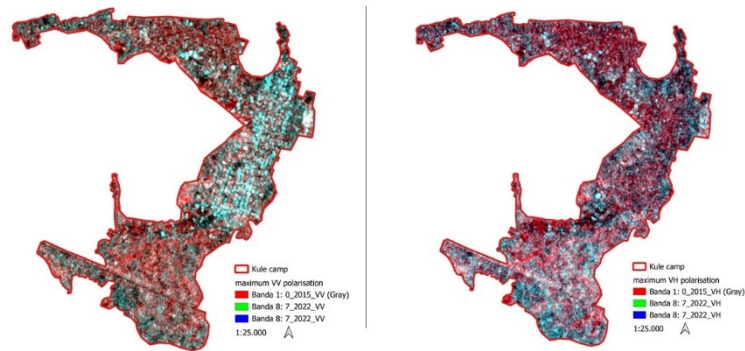 Kule camp
maximum VV polarisation
Banda 1: 0_2015_VV (Gray)
Banda 8: 7_2022_VV
Banda 8: 7_2022_VV
1:25.000
Kule camp
maximum VH polarisation
Banda 1: 0_2015_VH (Gray)
Banda 8: 7_2022_VH
Banda 8: 7_2022_VH
1:25.000